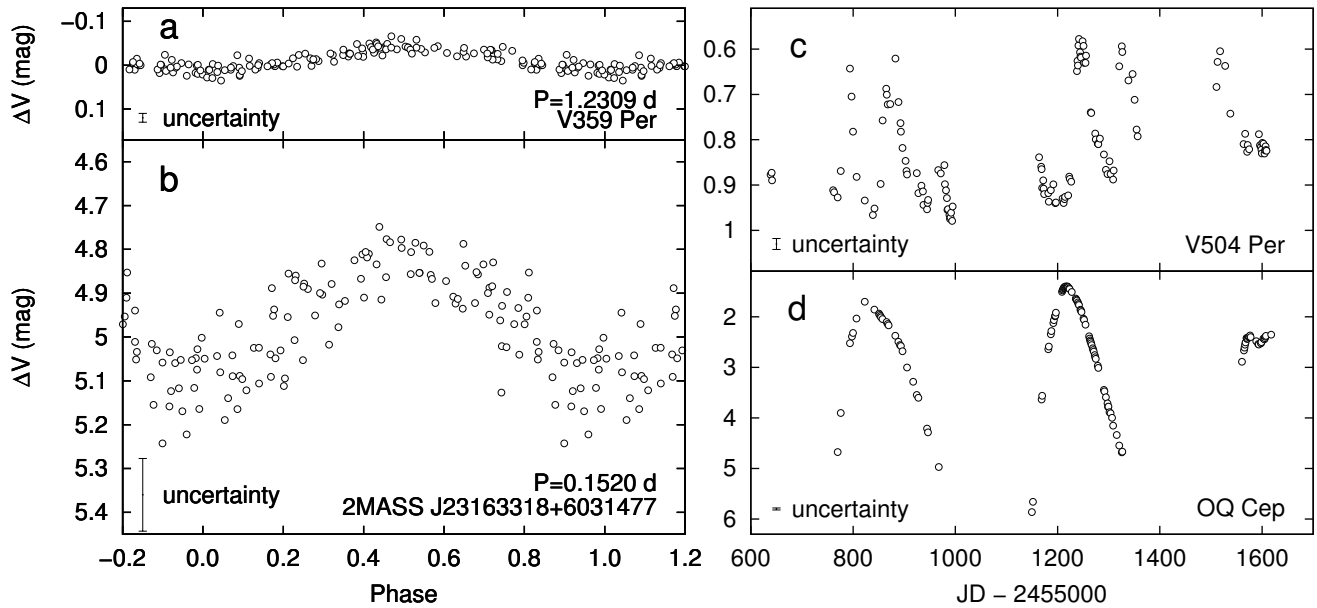 a
−0.1
0
0.1
ΔV (mag)
P=1.2309 d
uncertainty
V359 Per
b
4.6
4.7
4.8
4.9
5
5.1
5.2
5.3
5.4
ΔV (mag)
P=0.1520 d
uncertainty
2MASS J23163318+6031477
−0.2 0.0 0.2 0.4 0.6 0.8 1.0 1.2
Phase
c
0.6
0.7
0.8
0.9
1
uncertainty
V504 Per
d
2
3
4
5
6
uncertainty
OQ Cep
600 800 1000 1200 1400 1600
JD − 2455000